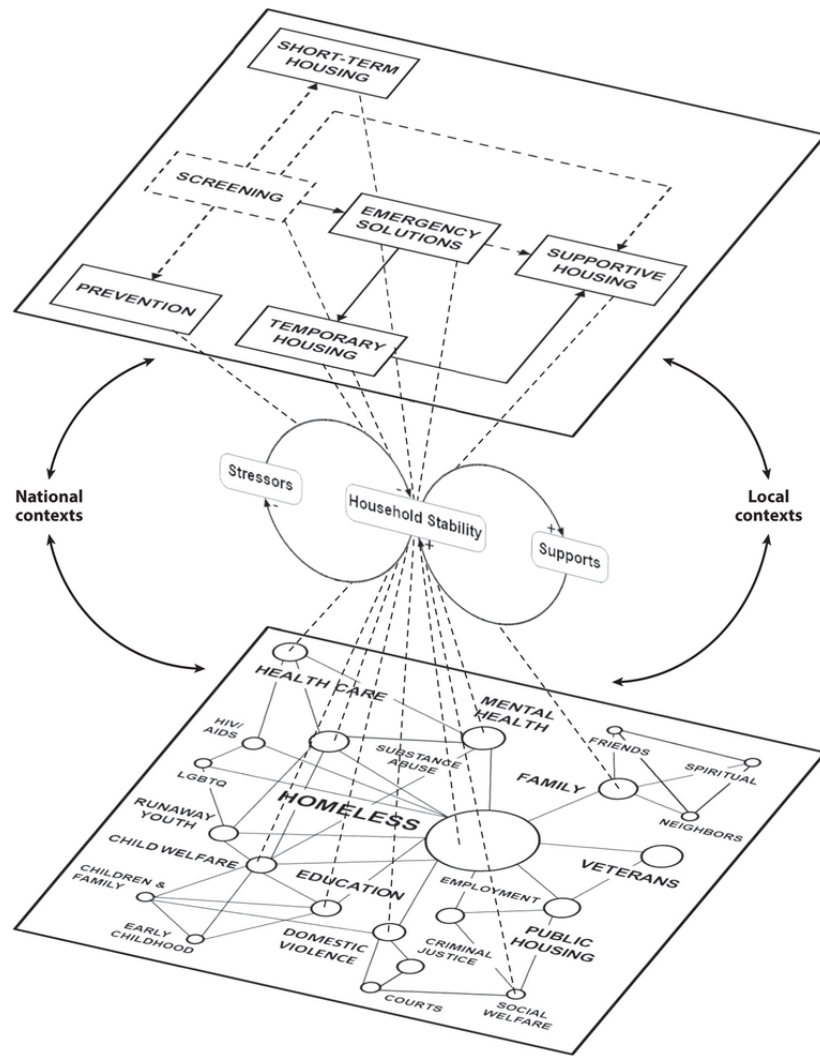 SHORT-TERM
HOUSING
SCREENING
EMERGENCY
SOLUTIONS
SUPPORTIVE
HOUSING
PREVENTION
TEMPORARY
HOUSING
Stressors
-
-
National
contexts
Household Stability
+
+
Supports
Local
contexts
HEALTH CARE
MENTAL
HEALTH
HIV/
AIDS
SUBSTANCE
ABUSE
FRIENDS
SPIRITUAL
LGBTQ
FAMILY
HOMELESS
NEIGHBORS
RUNAWAY
YOUTH
CHILD WELFARE
VETERANS
CHILDREN &
FAMILY
EDUCATION
EMPLOYMENT
EARLY
CHILDHOOD
DOMESTIC
VIOLENCE
CRIMINAL
JUSTICE
PUBLIC
HOUSING
COURTS
SOCIAL
WELFARE